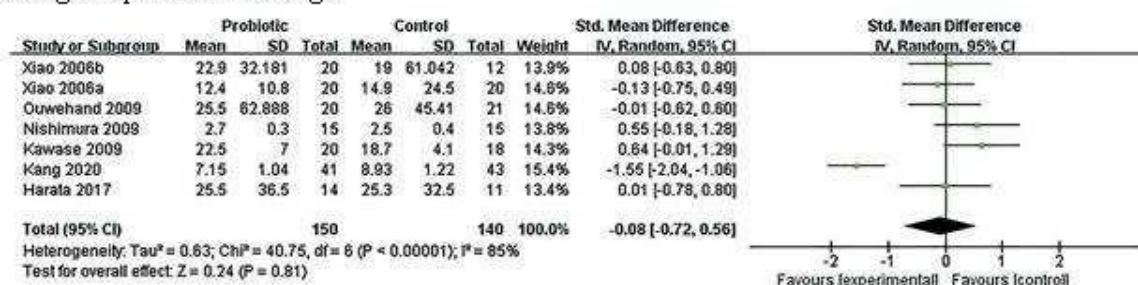 Probiotic Control Std. Mean Difference Std. Mean Difference
Study or Subgroup Mean SD Total Mean SD Total Weight IV, Random, 95% CI IV, Random, 95% CI
Xiao 2006b 22.9 32.181 20 19 61.042 12 13.9% 0.08 [-0.63, 0.80]
Xiao 2006a 12.4 10.8 20 14.9 24.5 20 14.6% -0.13 [-0.75, 0.49]
Ouwehand 2009 25.5 62.888 20 26 45.41 21 14.6% -0.01 [-0.62, 0.60]
Nishimura 2009 2.7 0.3 15 2.5 0.4 15 13.8% 0.55 [-0.18, 1.28]
Kawase 2009 22.5 7 20 18.7 4.1 18 14.3% 0.64 [-0.01, 1.29]
Kang 2020 7.15 1.04 41 8.93 1.22 43 15.4% -1.55 [-2.04, -1.06]
Harata 2017 25.5 36.5 14 25.3 32.5 11 13.4% 0.01 [-0.78, 0.80]
Total (95% CI) 150 140 100.0% -0.08 [-0.72, 0.56]
Heterogeneity: Tau² = 0.63; Chi² = 40.75, df = 6 (P < 0.00001); I² = 85%
Test for overall effect: Z = 0.24 (P = 0.81)
-2 -1 0 1 2
Favours [experimental] Favours [control]